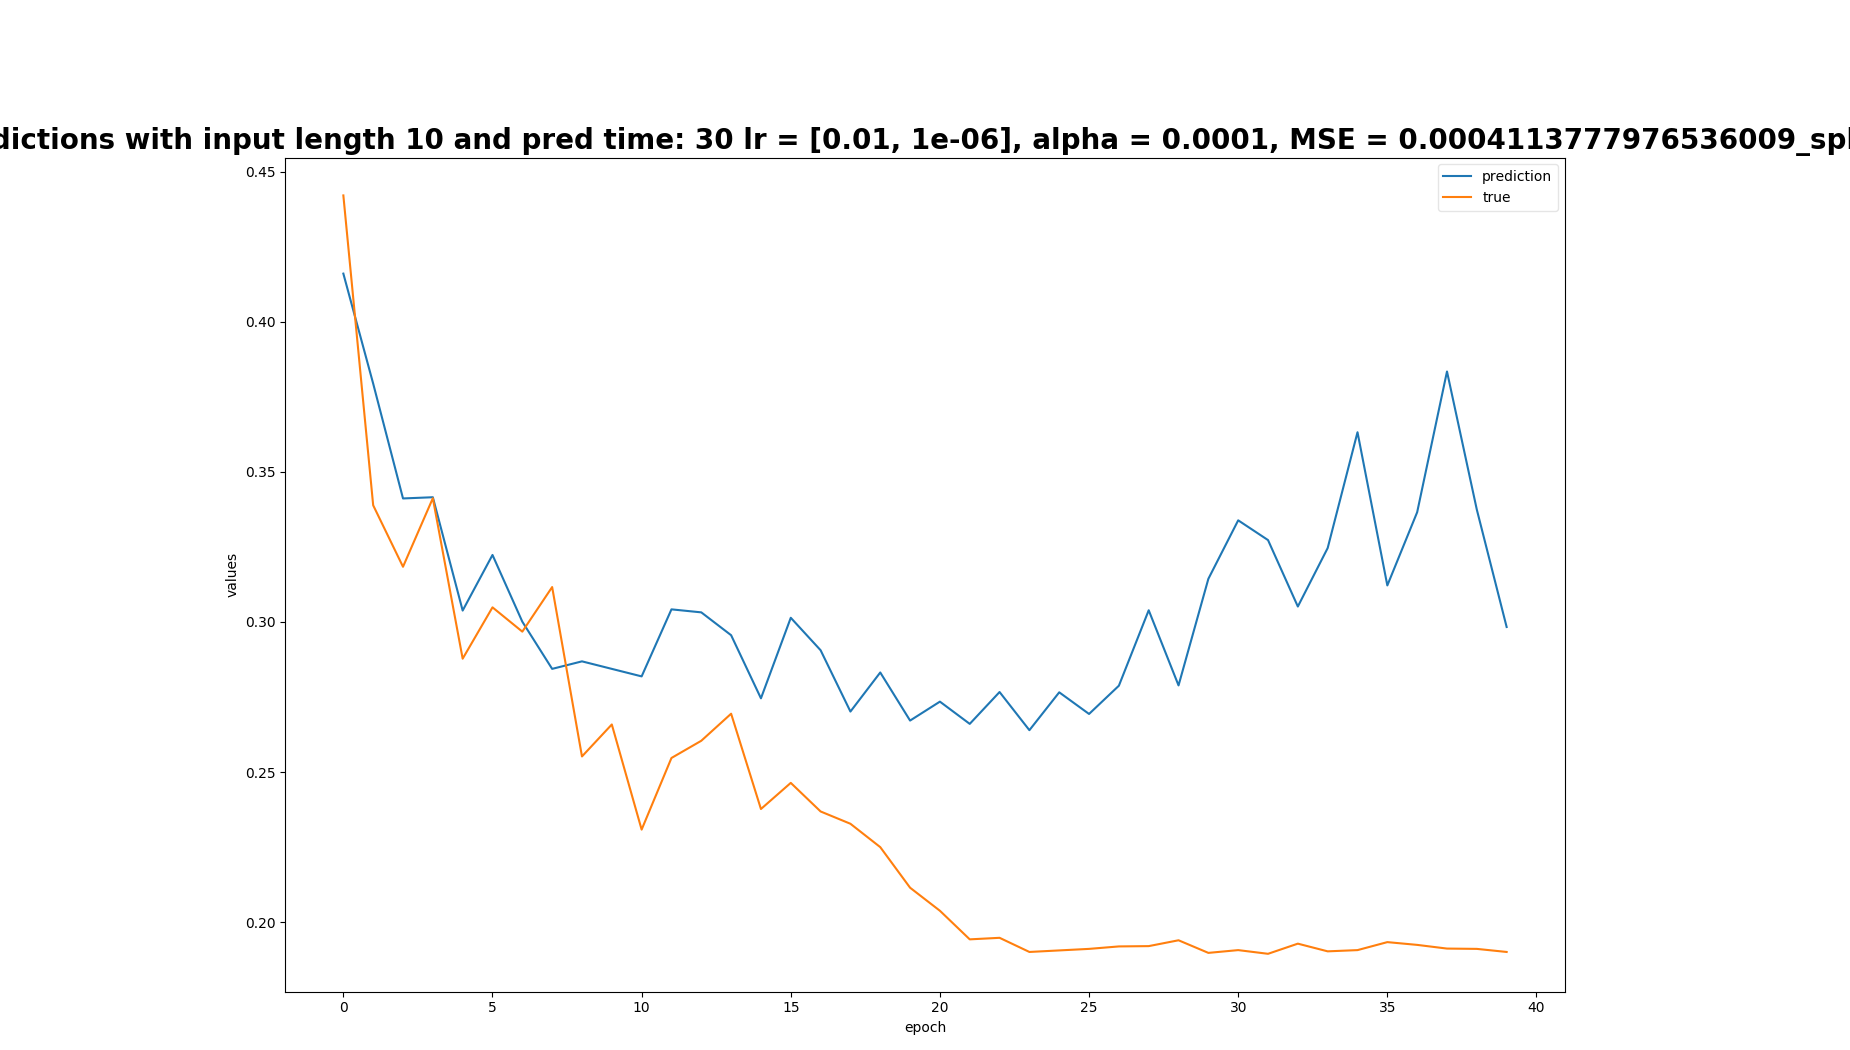 dictions with input length 10 and pred time: 30 lr = [0.01, 1e-06], alpha = 0.0001, MSE = 0.0004113777976536009_spl
prediction
true
0.45
0.40
0.35
0.30
0.25
0.20
values
0 5 10 15 20 25 30 35 40
epoch